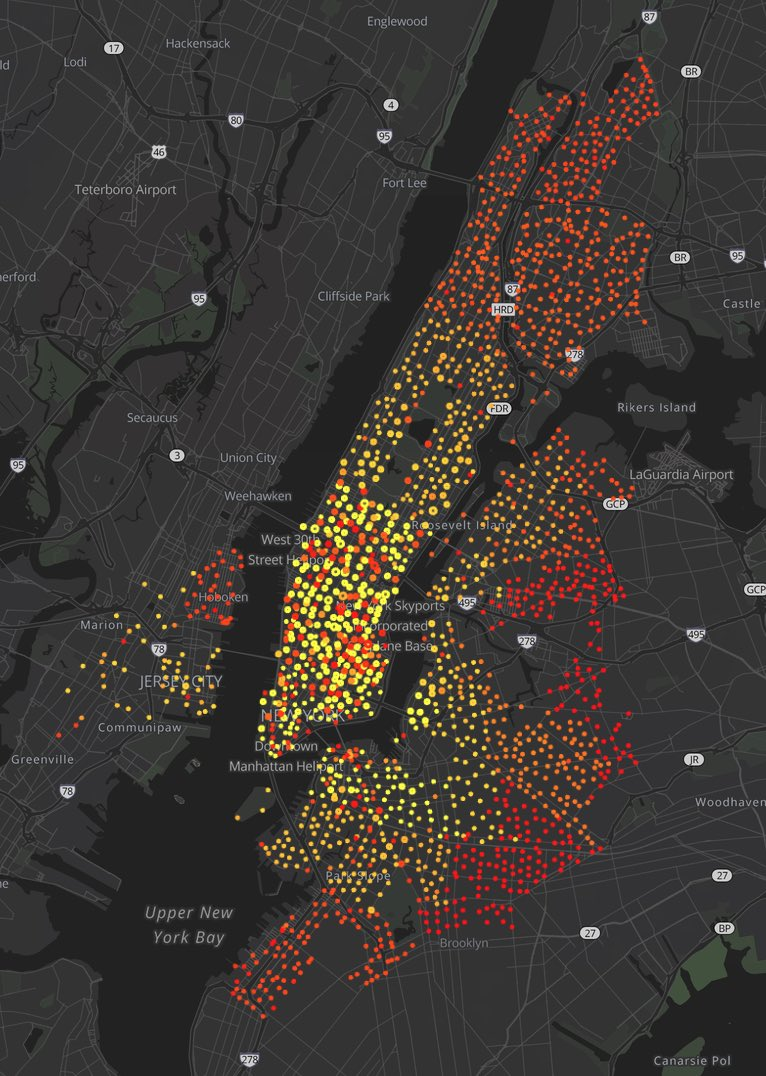 Englewood
87
17
Hackensack
ld
Lodi
BR
4
80
95
46
Fort Lee
Teterboro Airport
BR
95
herford
87
95
Cliffside Park
Castle
HRD
278
FDR
Rikers Island
Secaucus
3
Union City
95
LaGuardia Airport
Weehawken
GCP
Roosevelt Island
West 30th
Street Heliport
GCP
Hoboken
New York Skyports
495
Incorporated
Marion
78
278
495
JERSEY CITY
NEW YORK
Communipaw
Downtown
Greenville
JR
Manhattan Heliport
78
Woodhaven
Park Slope
27
Upper New
York Bay
BP
27
Brooklyn
278
Canarsie Pol